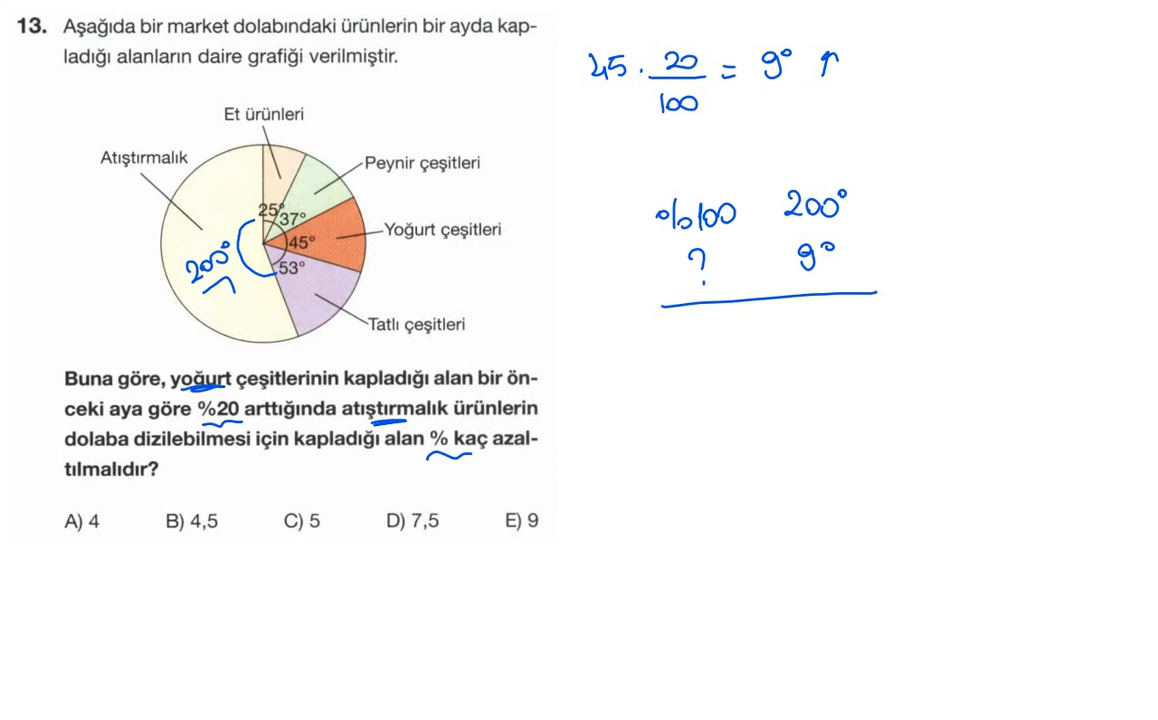 13. Aşağıda bir market dolabındaki ürünlerin bir ayda kap-
ladığı alanların daire grafiği verilmiştir.
Et ürünleri
Atıştırmalık
Peynir çeşitleri
25°
37°
Yoğurt çeşitleri
45°
200°
53°
Tatlı çeşitleri
Buna göre, yoğurt çeşitlerinin kapladığı alan bir ön-
ceki aya göre %20 arttığında atıştırmalık ürünlerin
dolaba dizilebilmesi için kapladığı alan % kaç azal-
tılmalıdır?
A) 4 B) 4,5 C) 5 D) 7,5 E) 9
45 . 20/100 = 9° ↑
%100 200°
? 9°